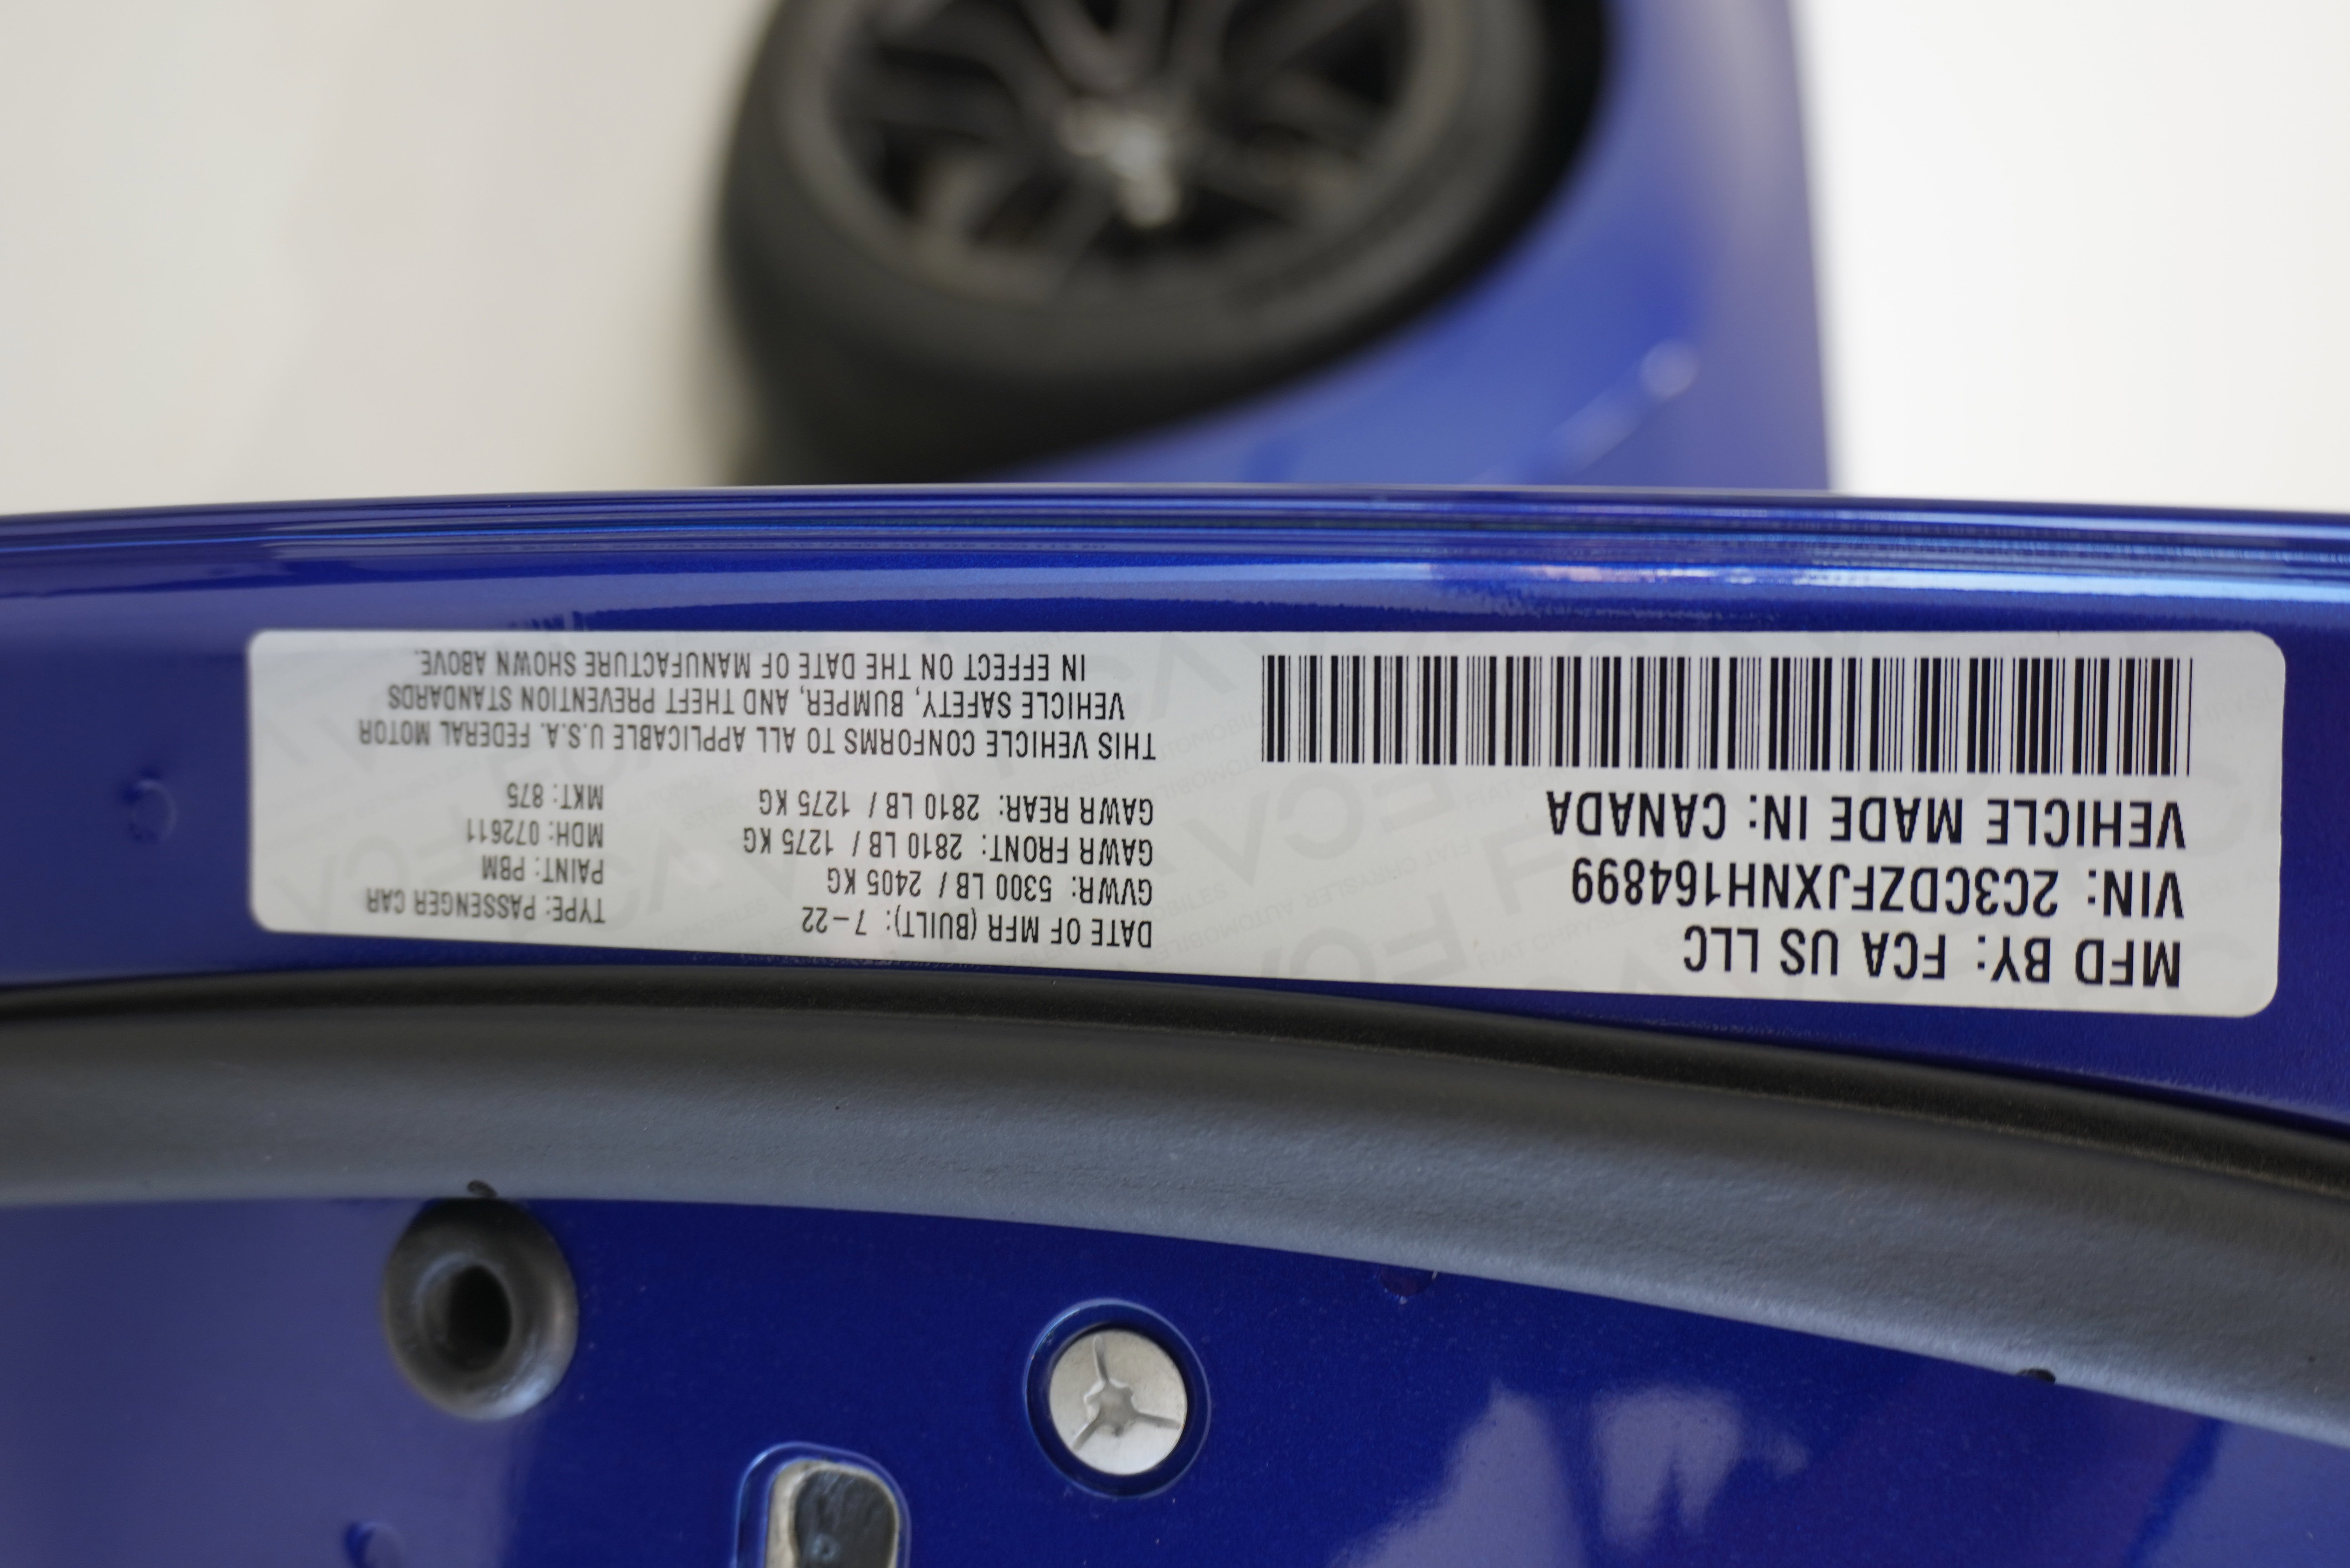 MFD BY: FCA US LLC
VIN: 2C3CDZFJXNH164899
VEHICLE MADE IN: CANADA
DATE OF MFR (BUILT): 7-22
GVWR: 5300 LB / 2405 KG
GAWR FRONT: 2810 LB / 1275 KG
GAWR REAR: 2810 LB / 1275 KG
TYPE: PASSENGER CAR
PAINT: PBM
MDH: 072611
MKT: 875
THIS VEHICLE CONFORMS TO ALL APPLICABLE U.S.A. FEDERAL MOTOR
VEHICLE SAFETY, BUMPER, AND THEFT PREVENTION STANDARDS
IN EFFECT ON THE DATE OF MANUFACTURE SHOWN ABOVE.